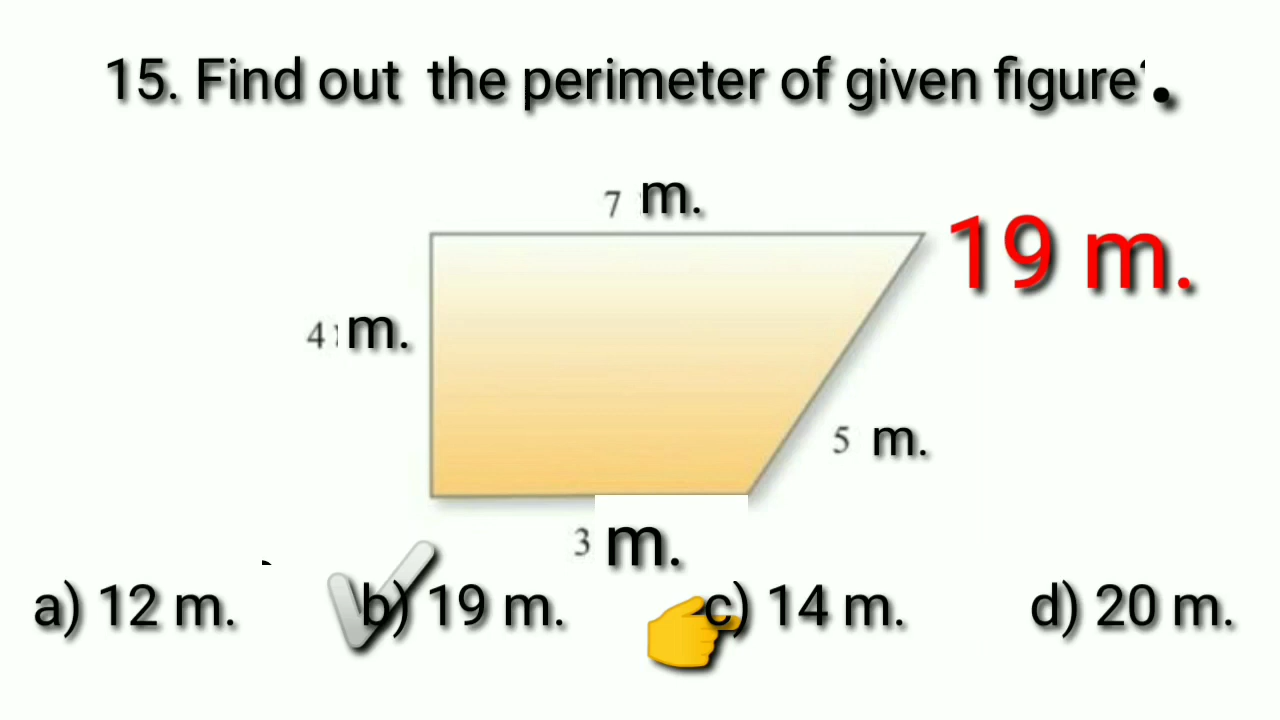 15. Find out the perimeter of given figure.
7 m.
19 m.
4 m.
5 m.
3 m.
a) 12 m. b) 19 m. c) 14 m. d) 20 m.